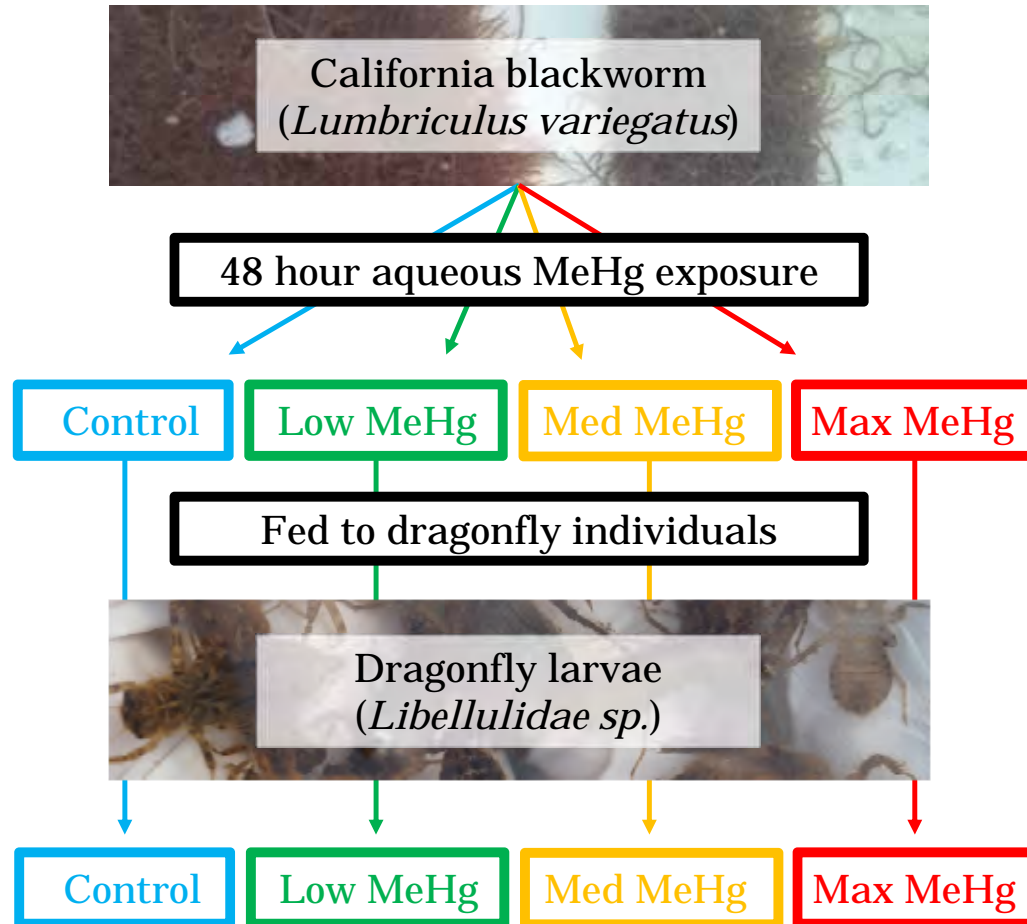 California blackworm
(Lumbriculus variegatus)
48 hour aqueous MeHg exposure
Control
Low MeHg
Med MeHg
Max MeHg
Fed to dragonfly individuals
Dragonfly larvae
(Libellulidae sp.)
Control
Low MeHg
Med MeHg
Max MeHg